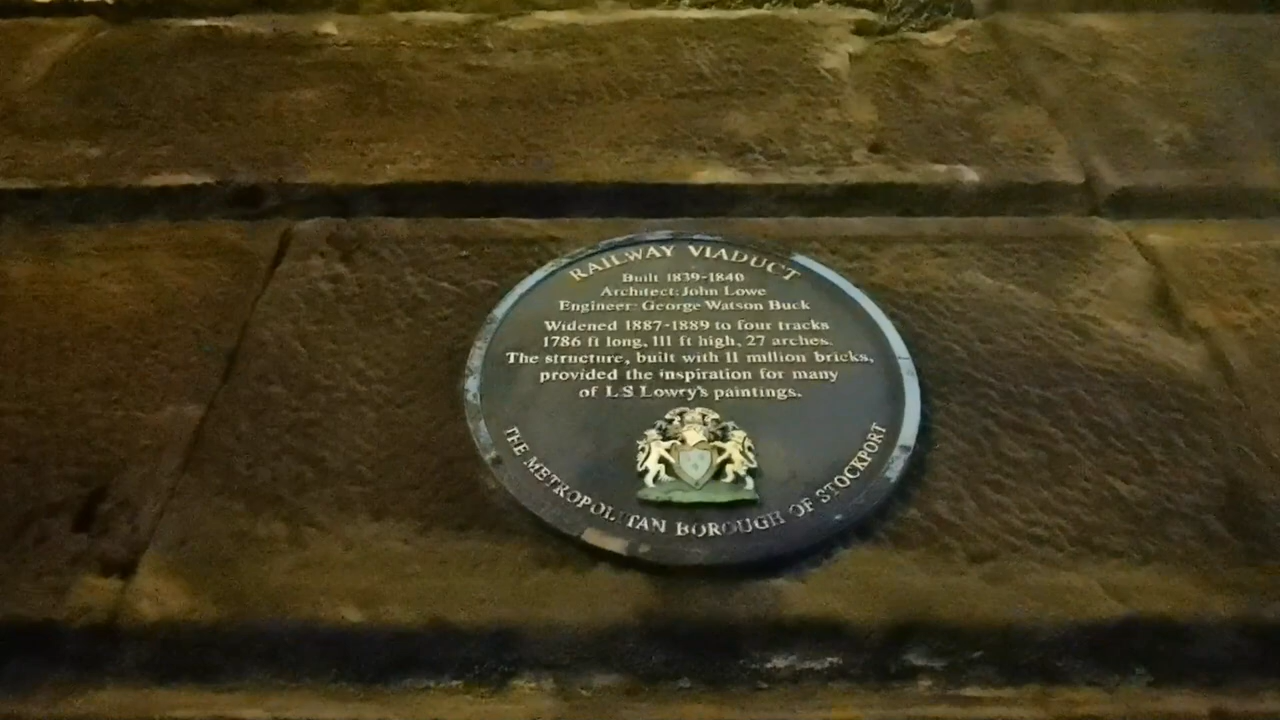 RAILWAY VIADUCT
Built 1839-1840
Architect: John Lowe
Engineer: George Watson Buck
Widened 1887-1889 to four tracks
1786 ft long, 111 ft high, 27 arches.
The structure, built with 11 million bricks,
provided the inspiration for many
of L.S Lowry's paintings.
THE METROPOLITAN BOROUGH OF STOCKPORT